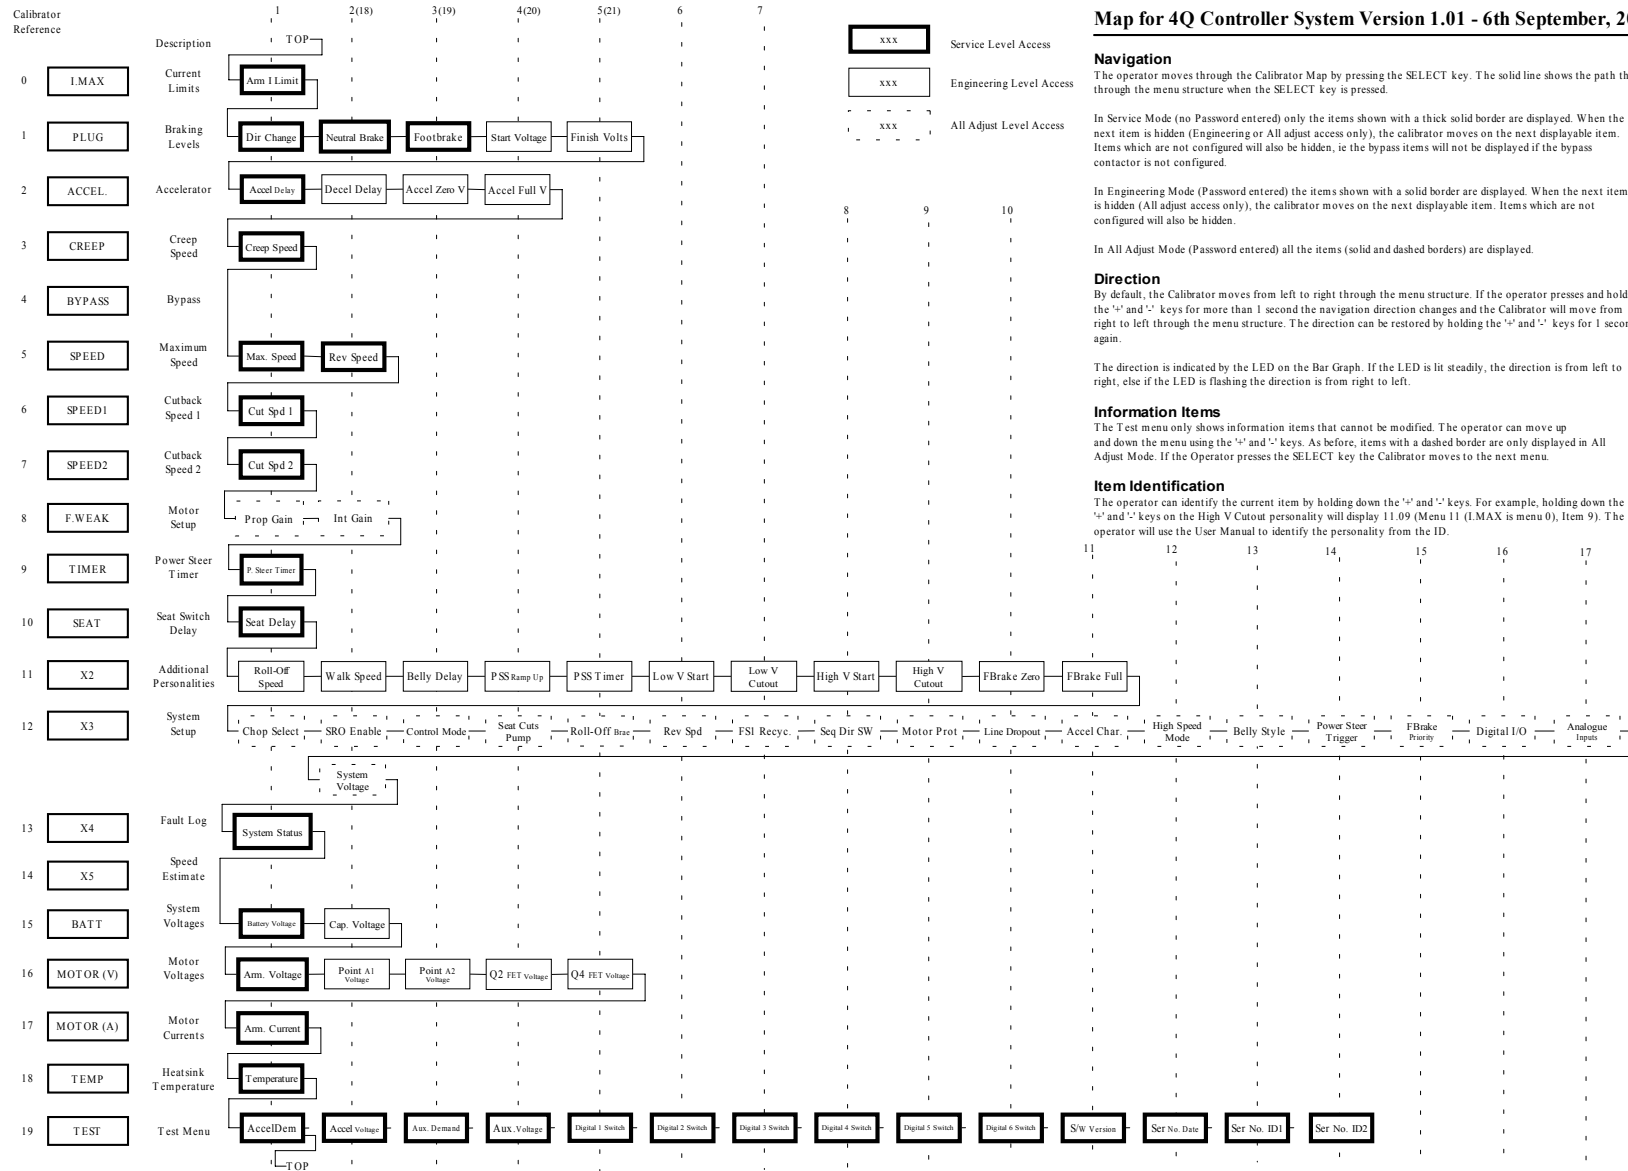 Calibrator
Reference
1 2(18) 3(19) 4(20) 5(21) 6 7
Description
TOP
xxx Service Level Access
xxx Engineering Level Access
xxx All Adjust Level Access
Map for 4Q Controller System Version 1.01 - 6th September, 20
Navigation
The operator moves through the Calibrator Map by pressing the SELECT key. The solid line shows the path th
through the menu structure when the SELECT key is pressed.
In Service Mode (no Password entered) only the items shown with a thick solid border are displayed. When the
next item is hidden (Engineering or All adjust access only), the calibrator moves on the next displayable item.
Items which are not configured will also be hidden, ie the bypass items will not be displayed if the bypass
contactor is not configured.
In Engineering Mode (Password entered) the items shown with a solid border are displayed. When the next item
is hidden (All adjust access only), the calibrator moves on the next displayable item. Items which are not
configured will also be hidden.
In All Adjust Mode (Password entered) all the items (solid and dashed borders) are displayed.
Direction
By default, the Calibrator moves from left to right through the menu structure. If the operator presses and hold
the '+' and '-' keys for more than 1 second the navigation direction changes and the Calibrator will move from
right to left through the menu structure. The direction can be restored by holding the '+' and '-' keys for 1 secon
again.
The direction is indicated by the LED on the Bar Graph. If the LED is lit steadily, the direction is from left to
right, else if the LED is flashing the direction is from right to left.
Information Items
The Test menu only shows information items that cannot be modified. The operator can move up
and down the menu using the '+' and '-' keys. As before, items with a dashed border are only displayed in All
Adjust Mode. If the Operator presses the SELECT key the Calibrator moves to the next menu.
Item Identification
The operator can identify the current item by holding down the '+' and '-' keys. For example, holding down the
'+' and '-' keys on the High V Cutout personality will display 11.09 (Menu 11 (I.MAX is menu 0), Item 9). The
operator will use the User Manual to identify the personality from the ID.
0 I.MAX Current Limits Arm I Limit
1 PLUG Braking Levels Dir Change Neutral Brake Footbrake Start Voltage Finish Volts
2 ACCEL. Accelerator Accel Delay Decel Delay Accel Zero V Accel Full V
8 9 10
3 CREEP Creep Speed Creep Speed
4 BYPASS Bypass
5 SPEED Maximum Speed Max. Speed Rev Speed
6 SPEED1 Cutback Speed 1 Cut Spd 1
7 SPEED2 Cutback Speed 2 Cut Spd 2
8 F.WEAK Motor Setup Prop Gain Int Gain
11 12 13 14 15 16 17
9 TIMER Power Steer Timer P. Steer Timer
10 SEAT Seat Switch Delay Seat Delay
11 X2 Additional Personalities Roll-Off Speed Walk Speed Belly Delay PSS Ramp Up PSS Timer Low V Start Low V Cutout High V Start High V Cutout FBrake Zero FBrake Full
12 X3 System Setup Chop Select SRO Enable Control Mode Seat Cuts Pump Roll-Off Brae Rev Spd FS1 Recyc. Seq Dir SW Motor Prot Line Dropout Accel Char. High Speed Mode Belly Style Power Steer Trigger FBrake Priority Digital I/O Analogue Inputs
System Voltage
13 X4 Fault Log System Status
14 X5 Speed Estimate
15 BATT System Voltages Battery Voltage Cap. Voltage
16 MOTOR (V) Motor Voltages Arm. Voltage Point A1 Voltage Point A2 Voltage Q2 FET Voltage Q4 FET Voltage
17 MOTOR (A) Motor Currents Arm. Current
18 TEMP Heatsink Temperature Temperature
19 TEST Test Menu AccelDem Accel Voltage Aux. Demand Aux.Voltage Digital 1 Switch Digital 2 Switch Digital 3 Switch Digital 4 Switch Digital 5 Switch Digital 6 Switch S/W Version Ser No. Date Ser No. ID1 Ser No. ID2
TOP